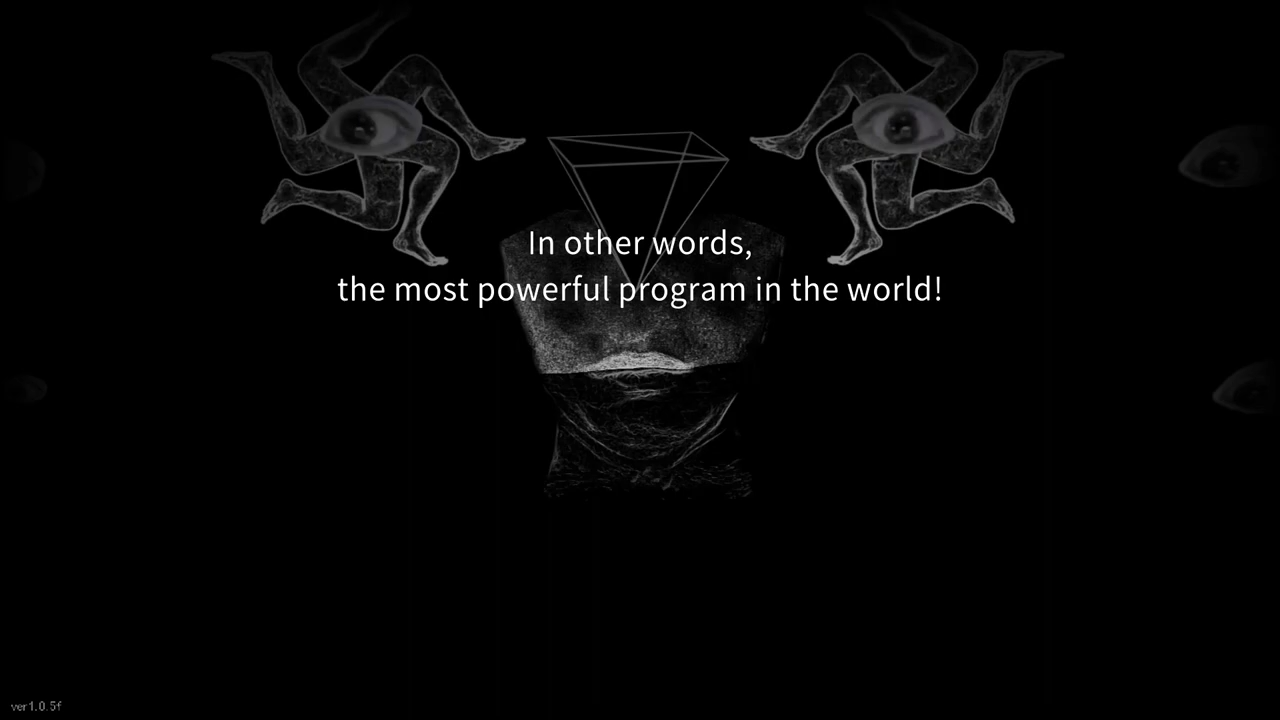 In other words,
the most powerful program in the world!
ver1.0.5f